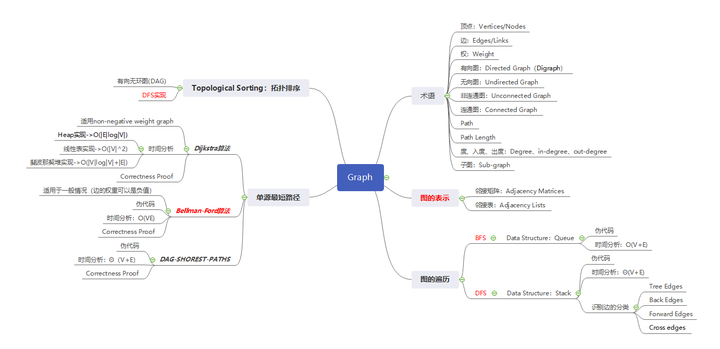 Graph
术语
顶点：Vertices/Nodes
边：Edges/Links
权：Weight
有向图：Directed Graph（Digraph）
无向图：Undirected Graph
非连通图：Unconnected Graph
连通图：Connected Graph
Path
Path Length
度、入度、出度：Degree、in-degree、out-degree
子图：Sub-graph
图的表示
邻接矩阵：Adjacency Matrices
邻接表：Adjacency Lists
图的遍历
BFS
Data Structure：Queue
伪代码
时间分析：O(V+E)
DFS
Data Structure：Stack
伪代码
时间分析：Θ(V+E)
识别边的分类
Tree Edges
Back Edges
Forward Edges
Cross edges
Topological Sorting：拓扑排序
有向无环图(DAG)
DFS实现
单源最短路径
Dijkstra算法
适用non-negative weight graph
时间分析
Heap实现->O(|E|log|V|)
线性表实现->O(|V|^2)
斐波那契堆实现->O(|V|log|V|+|E|)
Correctness Proof
Bellman-Ford算法
适用于一般情况（边的权重可以是负值）
伪代码
时间分析：O(VE)
Correctness Proof
DAG-SHOREST-PATHS
伪代码
时间分析：Θ（V+E）
Correctness Proof